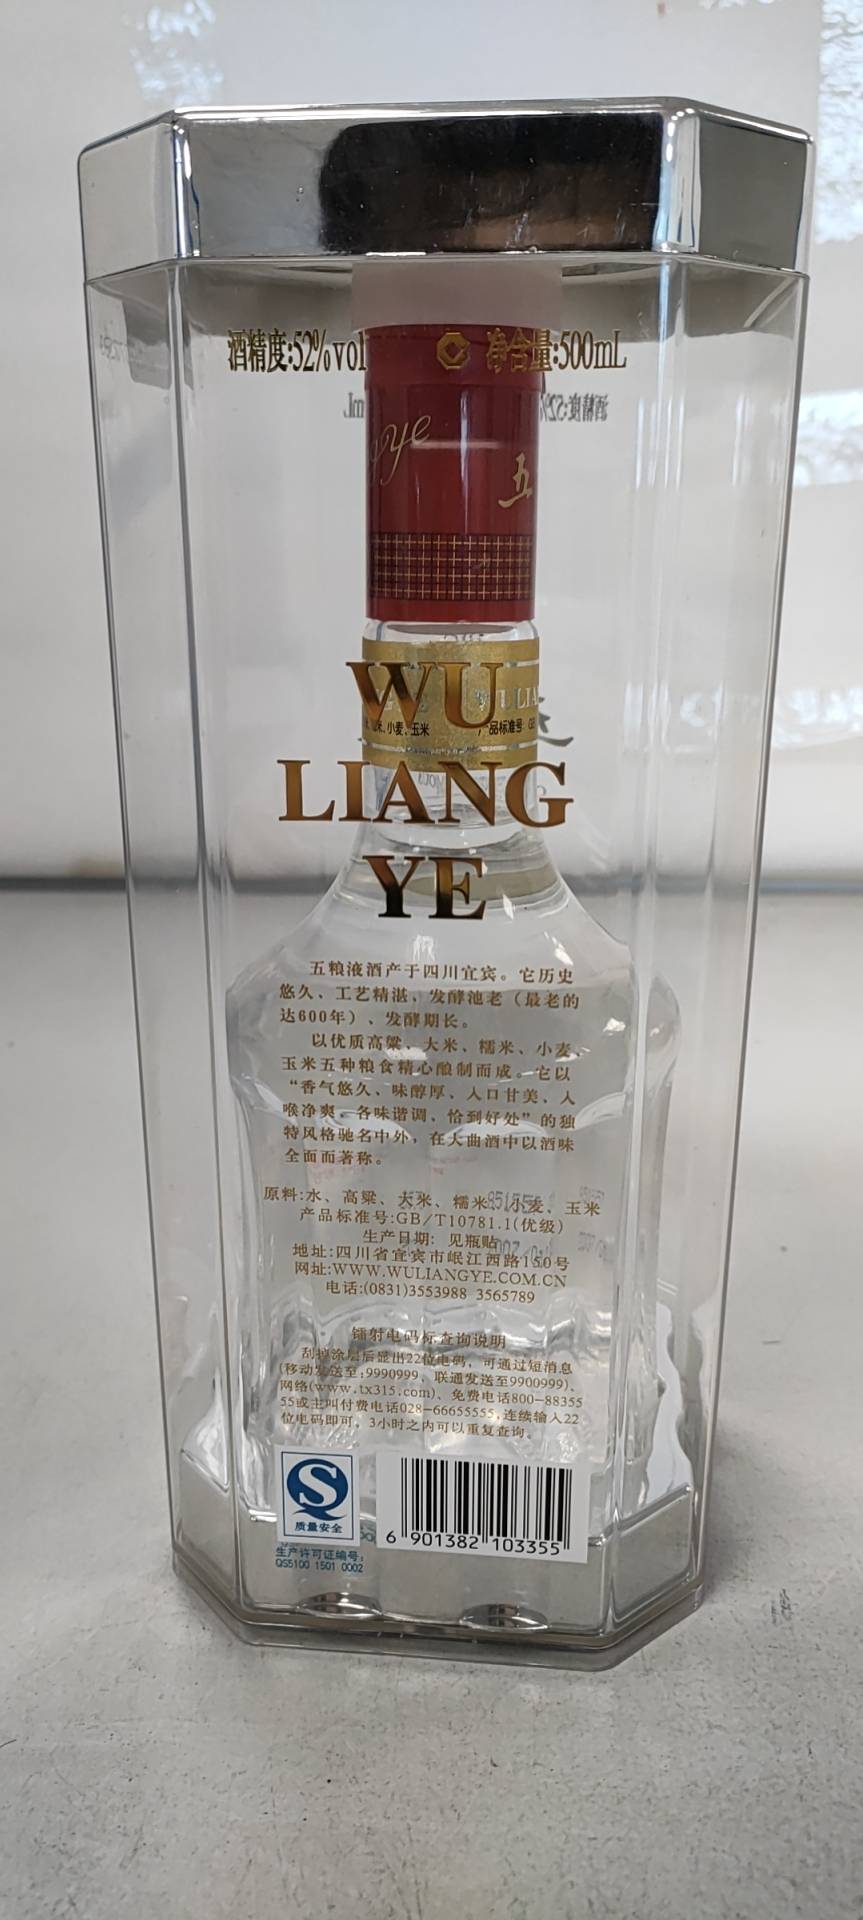 酒精度:52%vol 净含量:500mL
gye
五
WU
LIANG
YE
小麦、玉米 产品标准号
五粮液酒产于四川宜宾。它历史
悠久、工艺精湛、发酵池老（最老的
达600年）、发酵期长。
以优质高粱、大米、糯米、小麦、
玉米五种粮食精心酿制而成。它以
“香气悠久、味醇厚、入口甘美、入
喉净爽、各味谐调、恰到好处”的独
特风格驰名中外，在大曲酒中以酒味
全面而著称。
原料:水、高粱、大米、糯米、小麦、玉米
产品标准号:GB/T10781.1(优级)
生产日期: 见瓶贴
地址:四川省宜宾市岷江西路150号
网址:WWW.WULIANGYE.COM.CN
电话:(0831)3553988 3565789
镭射电码标查询说明
刮掉涂层后显出22位电码，可通过短消息
(移动发送至:9990999、联通发送至9900999)、
网络(www.tx315.com)、免费电话800-88355
55或主叫付费电话028-66655555,连续输入22
位电码即可，3小时之内可以重复查询。
质量安全
生产许可证编号:
QS5100 1501 0002
6 901382 103355